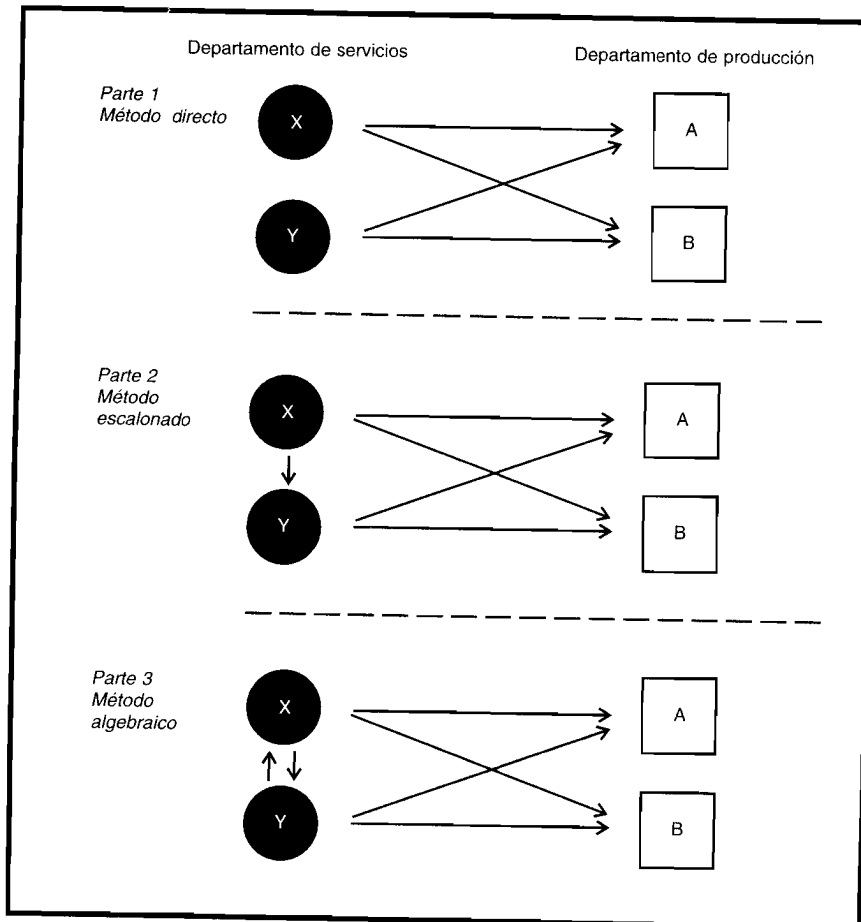 Departamento de servicios
Departamento de producción
Parte 1
Método directo
X
A
Y
B
Parte 2
Método
escalonado
X
A
Y
B
Parte 3
Método
algebraico
X
A
Y
B